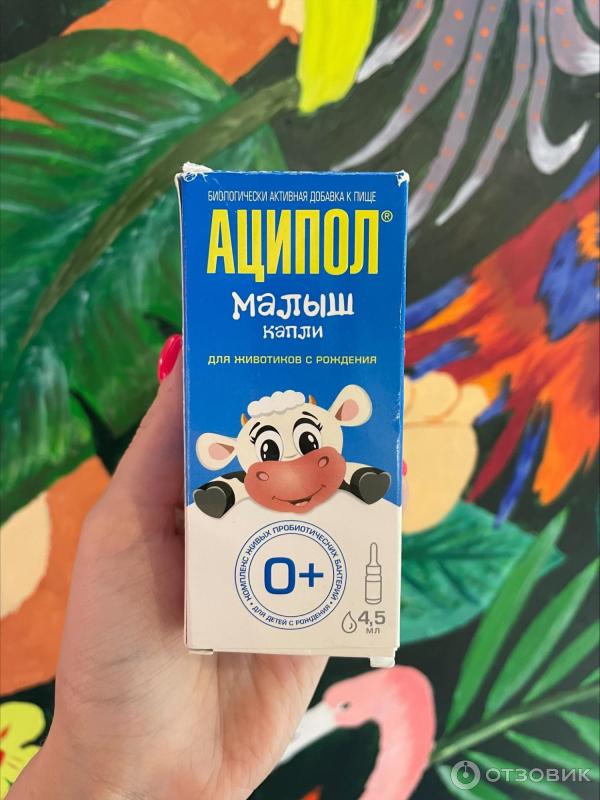 БИОЛОГИЧЕСКИ АКТИВНАЯ ДОБАВКА К ПИЩЕ
АЦИПОЛ®
малыш
капли
ДЛЯ ЖИВОТИКОВ С РОЖДЕНИЯ
КОМПЛЕКС ЖИВЫХ ПРОБИОТИЧЕСКИХ БАКТЕРИЙ
0+
• ДЛЯ ДЕТЕЙ С РОЖДЕНИЯ •
4,5
МЛ
ОТЗОВИК